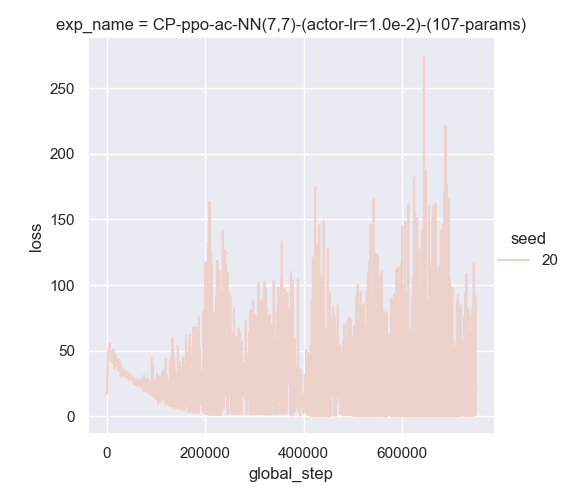 exp_name = CP-ppo-ac-NN(7,7)-(actor-lr=1.0e-2)-(107-params)
250
200
150
100
50
0
loss
seed
20
0 200000 400000 600000
global_step